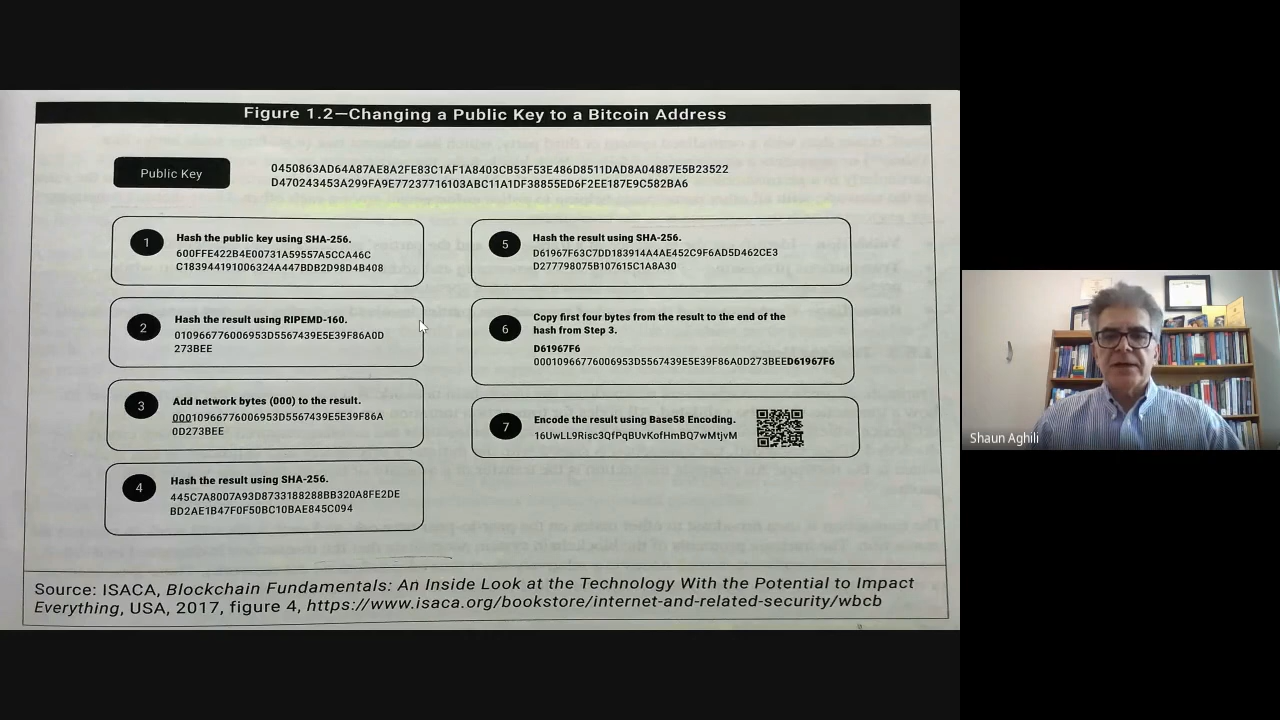 Figure 1.2—Changing a Public Key to a Bitcoin Address
Public Key
0450863AD64A87AE8A2FE83C1AF1A8403CB53F53E486D8511DAD8A04887E5B23522
D470243453A299FA9E77237716103ABC11A1DF38855ED6F2EE187E9C582BA6
1
Hash the public key using SHA-256.
600FFE422B4E00731A59557A5CCA46C
C183944191006324A447BDB2D98D4B408
2
Hash the result using RIPEMD-160.
010966776006953D5567439E5E39F86A0D
273BEE
3
Add network bytes (000) to the result.
00010966776006953D5567439E5E39F86A
0D273BEE
4
Hash the result using SHA-256.
445C7A8007A93D8733188288BB320A8FE2DE
BD2AE1B47F0F50BC10BAE845C094
5
Hash the result using SHA-256.
D61967F63C7DD183914A4AE452C9F6AD5D462CE3
D277798075B107615C1A8A30
6
Copy first four bytes from the result to the end of the
hash from Step 3.
D61967F6
00010966776006953D5567439E5E39F86A0D273BEED61967F6
7
Encode the result using Base58 Encoding.
16UwLL9Risc3QfPqBUvKofHmBQ7wMtjvM
Source: ISACA, Blockchain Fundamentals: An Inside Look at the Technology With the Potential to Impact
Everything, USA, 2017, figure 4, https://www.isaca.org/bookstore/internet-and-related-security/wbcb
Shaun Aghili